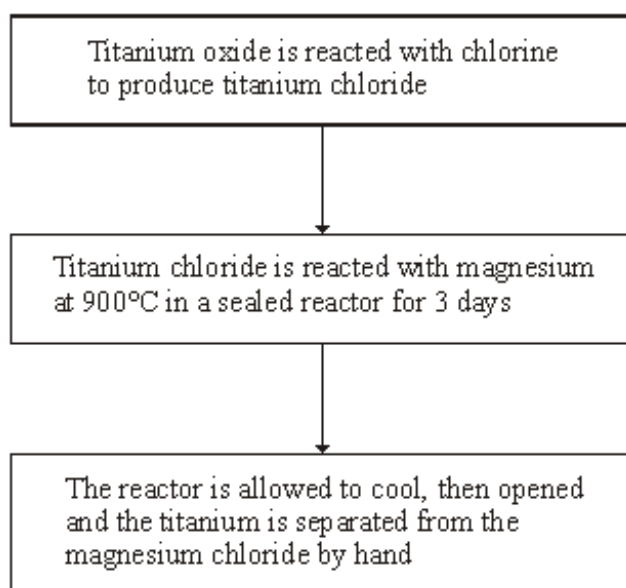 Titanium oxide is reacted with chlorine
to produce titanium chloride
Titanium chloride is reacted with magnesium
at 900°C in a sealed reactor for 3 days
The reactor is allowed to cool, then opened
and the titanium is separated from the
magnesium chloride by hand